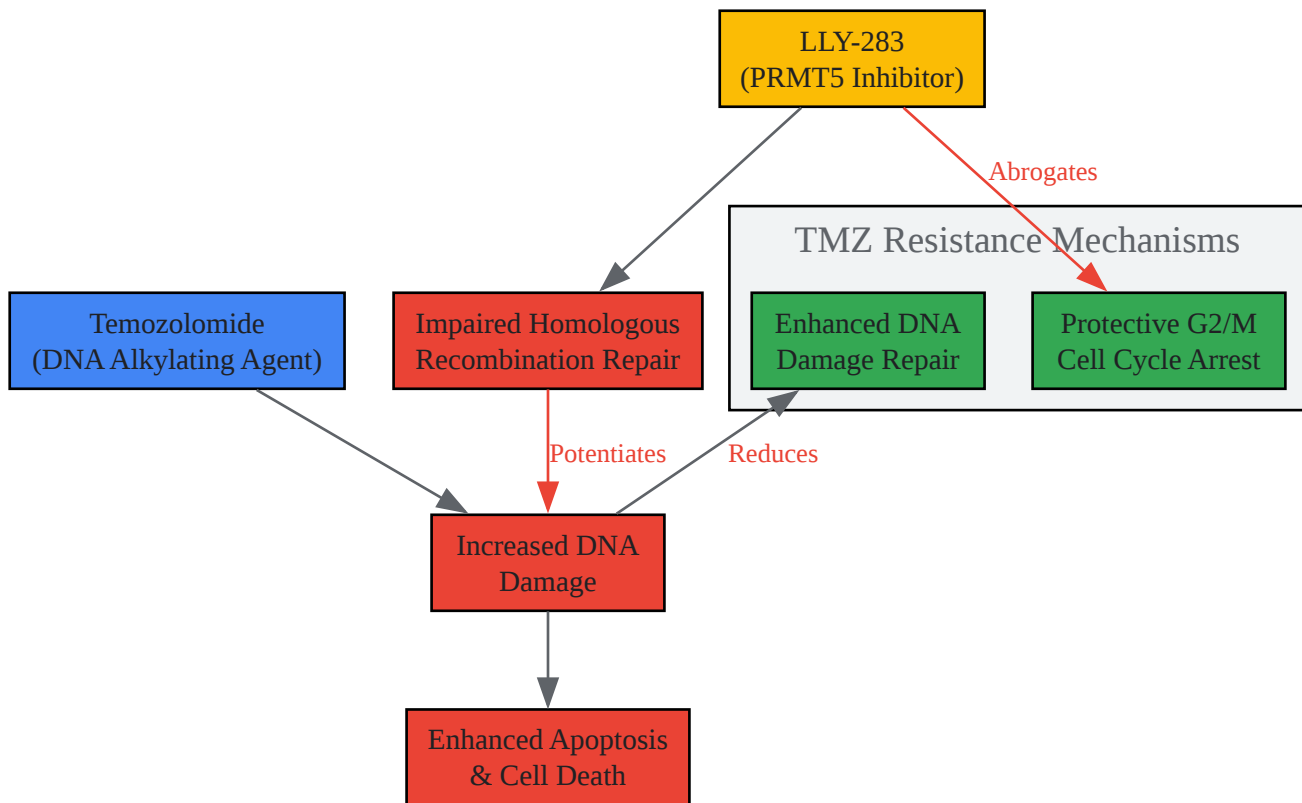 LLY-283
(PRMT5 Inhibitor)
Abrogates
TMZ Resistance Mechanisms
Temozolomide
(DNA Alkylating Agent)
Impaired Homologous
Recombination Repair
Enhanced DNA
Damage Repair
Protective G2/M
Cell Cycle Arrest
Potentiates
Reduces
Increased DNA
Damage
Enhanced Apoptosis
& Cell Death